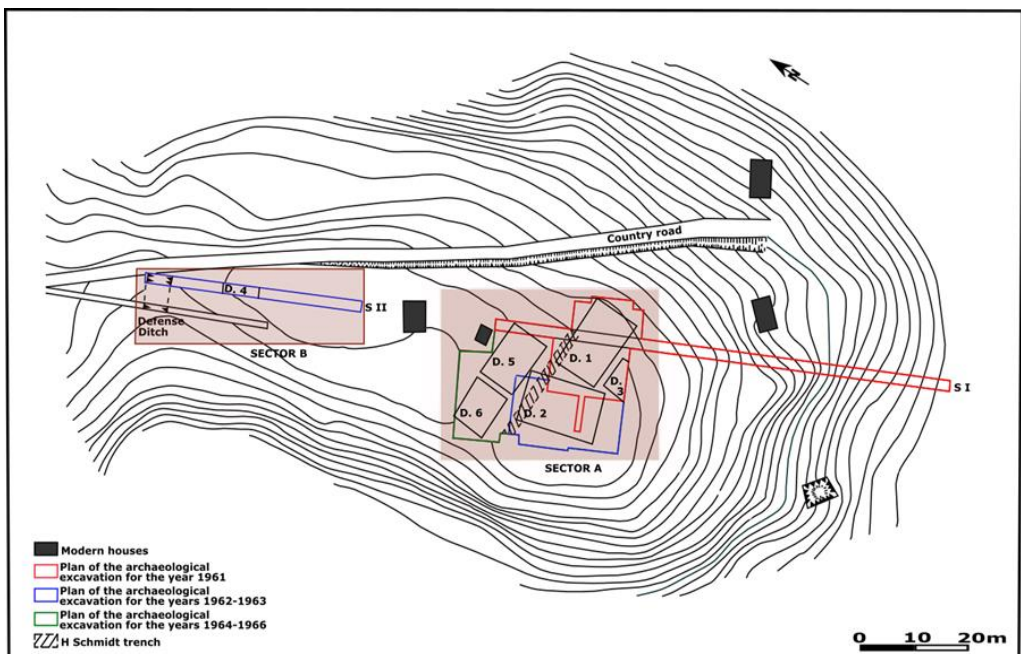 N
Country road
D. 4
S II
Defense
Ditch
SECTOR B
D. 5
D. 1
D.
3
S I
D. 6
D. 2
SECTOR A
Modern houses
Plan of the archaeological
excavation for the year 1961
Plan of the archaeological
excavation for the years 1962-1963
Plan of the archaeological
excavation for the years 1964-1966
H Schmidt trench
0 10 20m